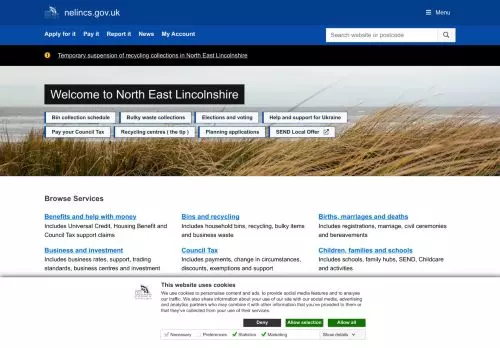 nelincs.gov.uk
Menu
Apply for it Pay it Report it News My Account
Search website or postcode
Temporary suspension of recycling collections in North East Lincolnshire
Welcome to North East Lincolnshire
Bin collection schedule Bulky waste collections Elections and voting Help and support for Ukraine
Pay your Council Tax Recycling centres ( the tip ) Planning applications SEND Local Offer
Browse Services
Benefits and help with money
Includes Universal Credit, Housing Benefit and
Council Tax support claims
Bins and recycling
Includes household bins, recycling, bulky items
and business waste
Births, marriages and deaths
Includes registrations, marriage, civil ceremonies
and bereavements
Business and investment
Includes business rates, support, trading
standards, business centres and investment
Council Tax
Includes payments, change in circumstances,
discounts, exemptions and support
Children, families and schools
Includes schools, family hubs, SEND, Childcare
and activities
This website uses cookies
We use cookies to personalise content and ads, to provide social media features and to analyse
our traffic. We also share information about your use of our site with our social media, advertising
and analytics partners who may combine it with other information that you've provided to them or
that they've collected from your use of their services.
Deny Allow selection Allow all
Necessary Preferences Statistics Marketing Show details